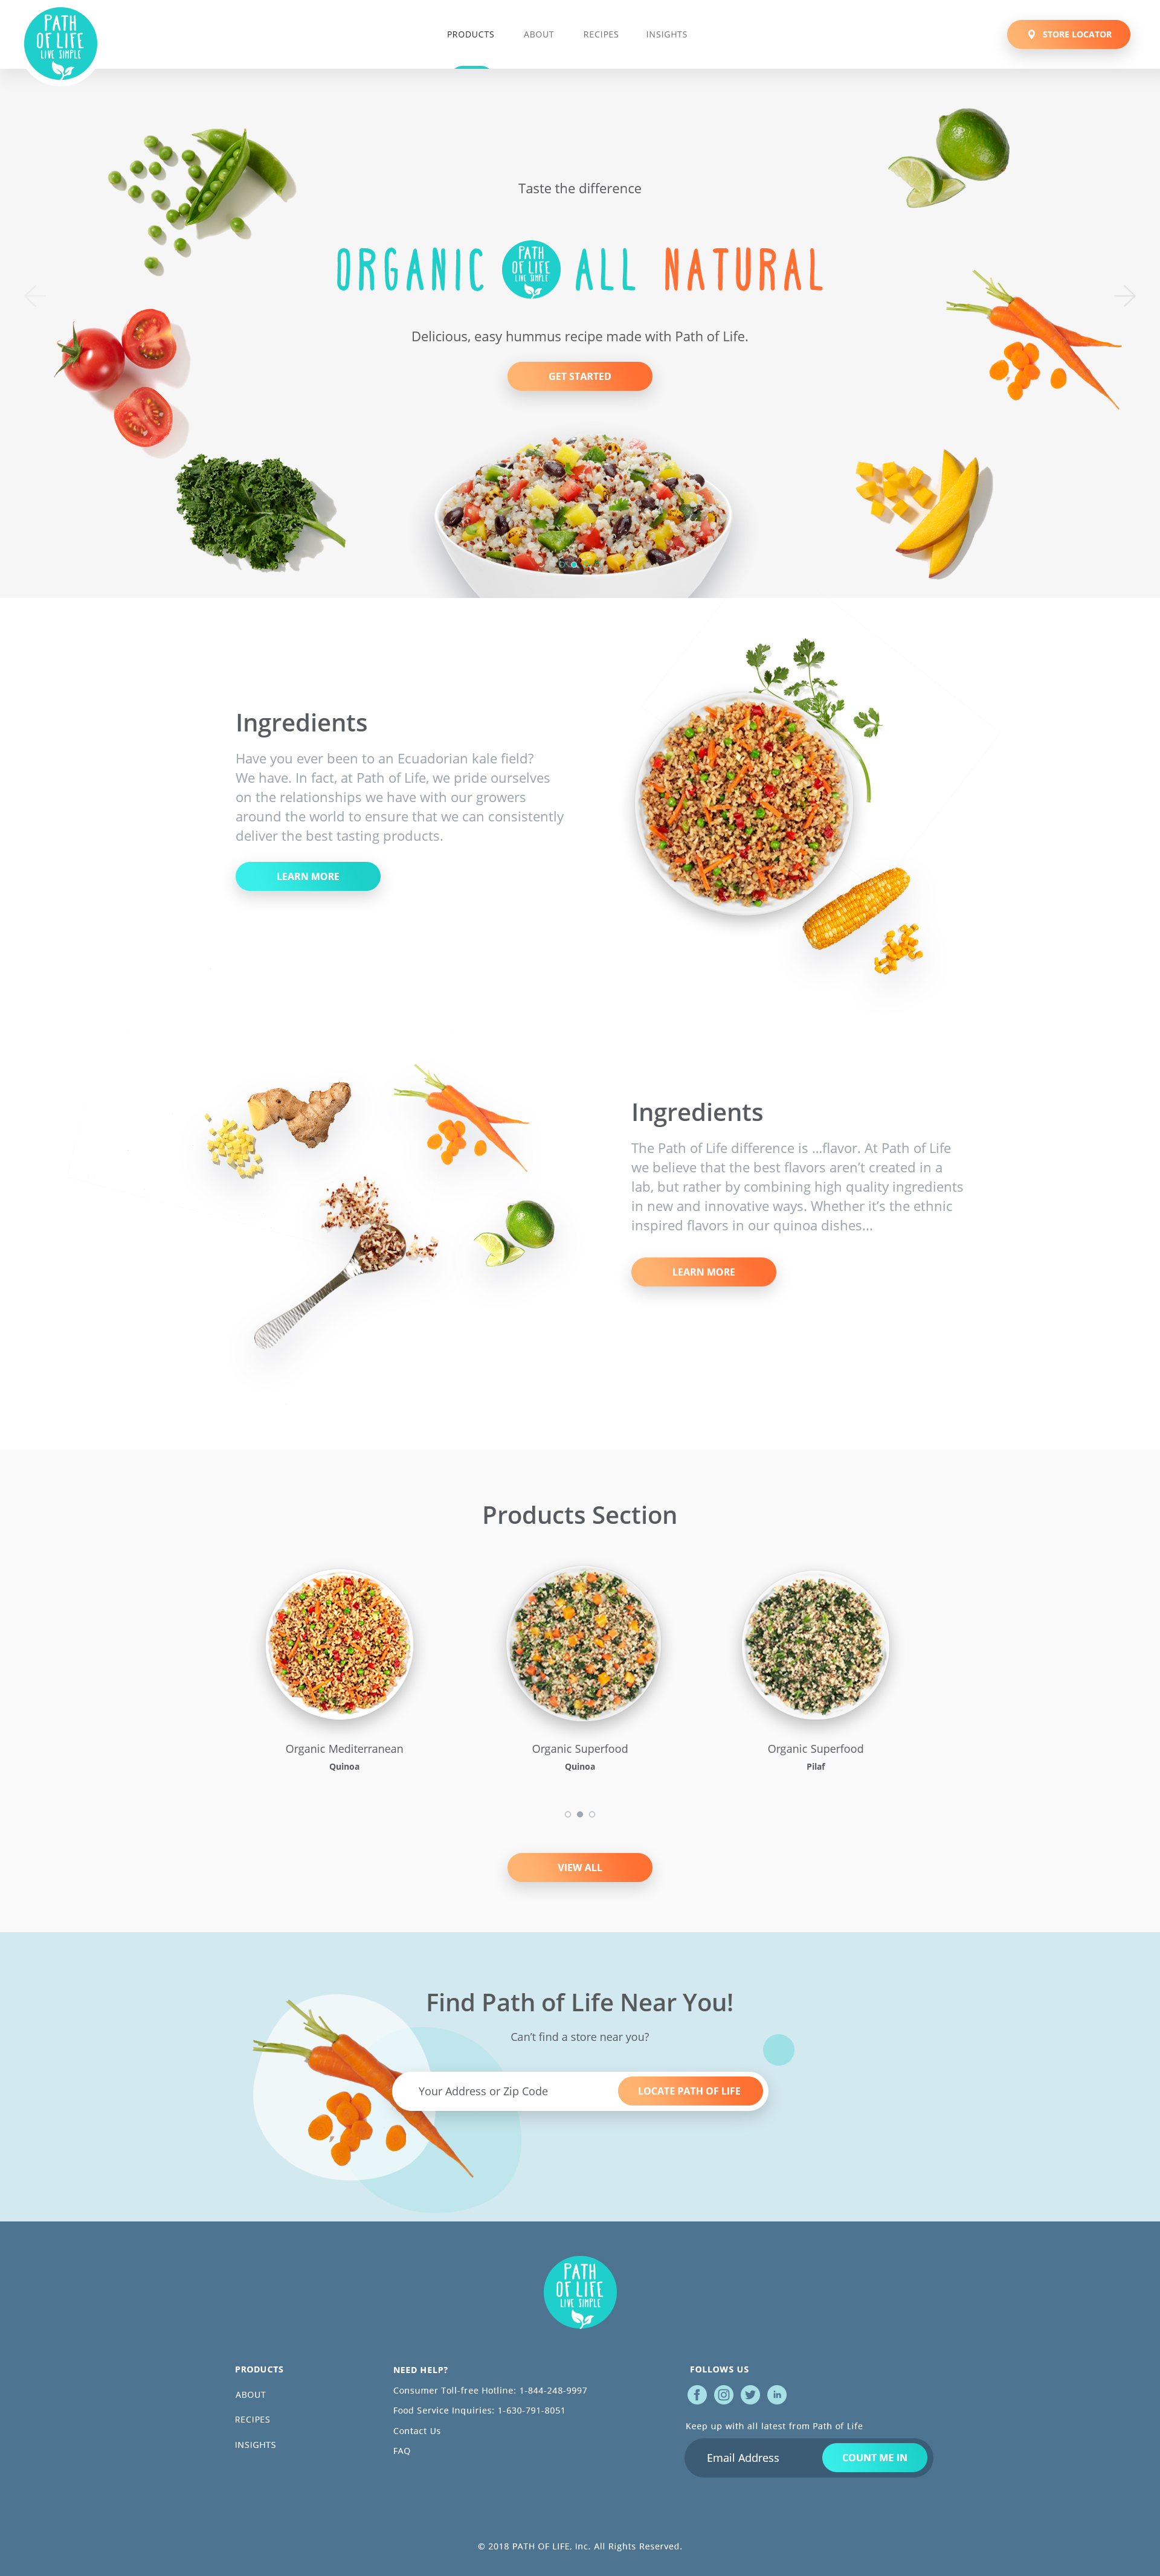 PATH
OF LIFE
LIVE SIMPLE
PRODUCTS ABOUT RECIPES INSIGHTS
STORE LOCATOR
Taste the difference
ORGANIC PATH OF LIFE LIVE SIMPLE ALL NATURAL
Delicious, easy hummus recipe made with Path of Life.
GET STARTED
Ingredients
Have you ever been to an Ecuadorian kale field?
We have. In fact, at Path of Life, we pride ourselves
on the relationships we have with our growers
around the world to ensure that we can consistently
deliver the best tasting products.
LEARN MORE
Ingredients
The Path of Life difference is ...flavor. At Path of Life
we believe that the best flavors aren't created in a
lab, but rather by combining high quality ingredients
in new and innovative ways. Whether it's the ethnic
inspired flavors in our quinoa dishes...
LEARN MORE
Products Section
Organic Mediterranean
Quinoa
Organic Superfood
Quinoa
Organic Superfood
Pilaf
VIEW ALL
Find Path of Life Near You!
Can't find a store near you?
Your Address or Zip Code
LOCATE PATH OF LIFE
PATH
OF LIFE
LIVE SIMPLE
PRODUCTS
ABOUT
RECIPES
INSIGHTS
NEED HELP?
Consumer Toll-free Hotline: 1-844-248-9997
Food Service Inquiries: 1-630-791-8051
Contact Us
FAQ
FOLLOWS US
Keep up with all latest from Path of Life
Email Address
COUNT ME IN
© 2018 PATH OF LIFE, Inc. All Rights Reserved.